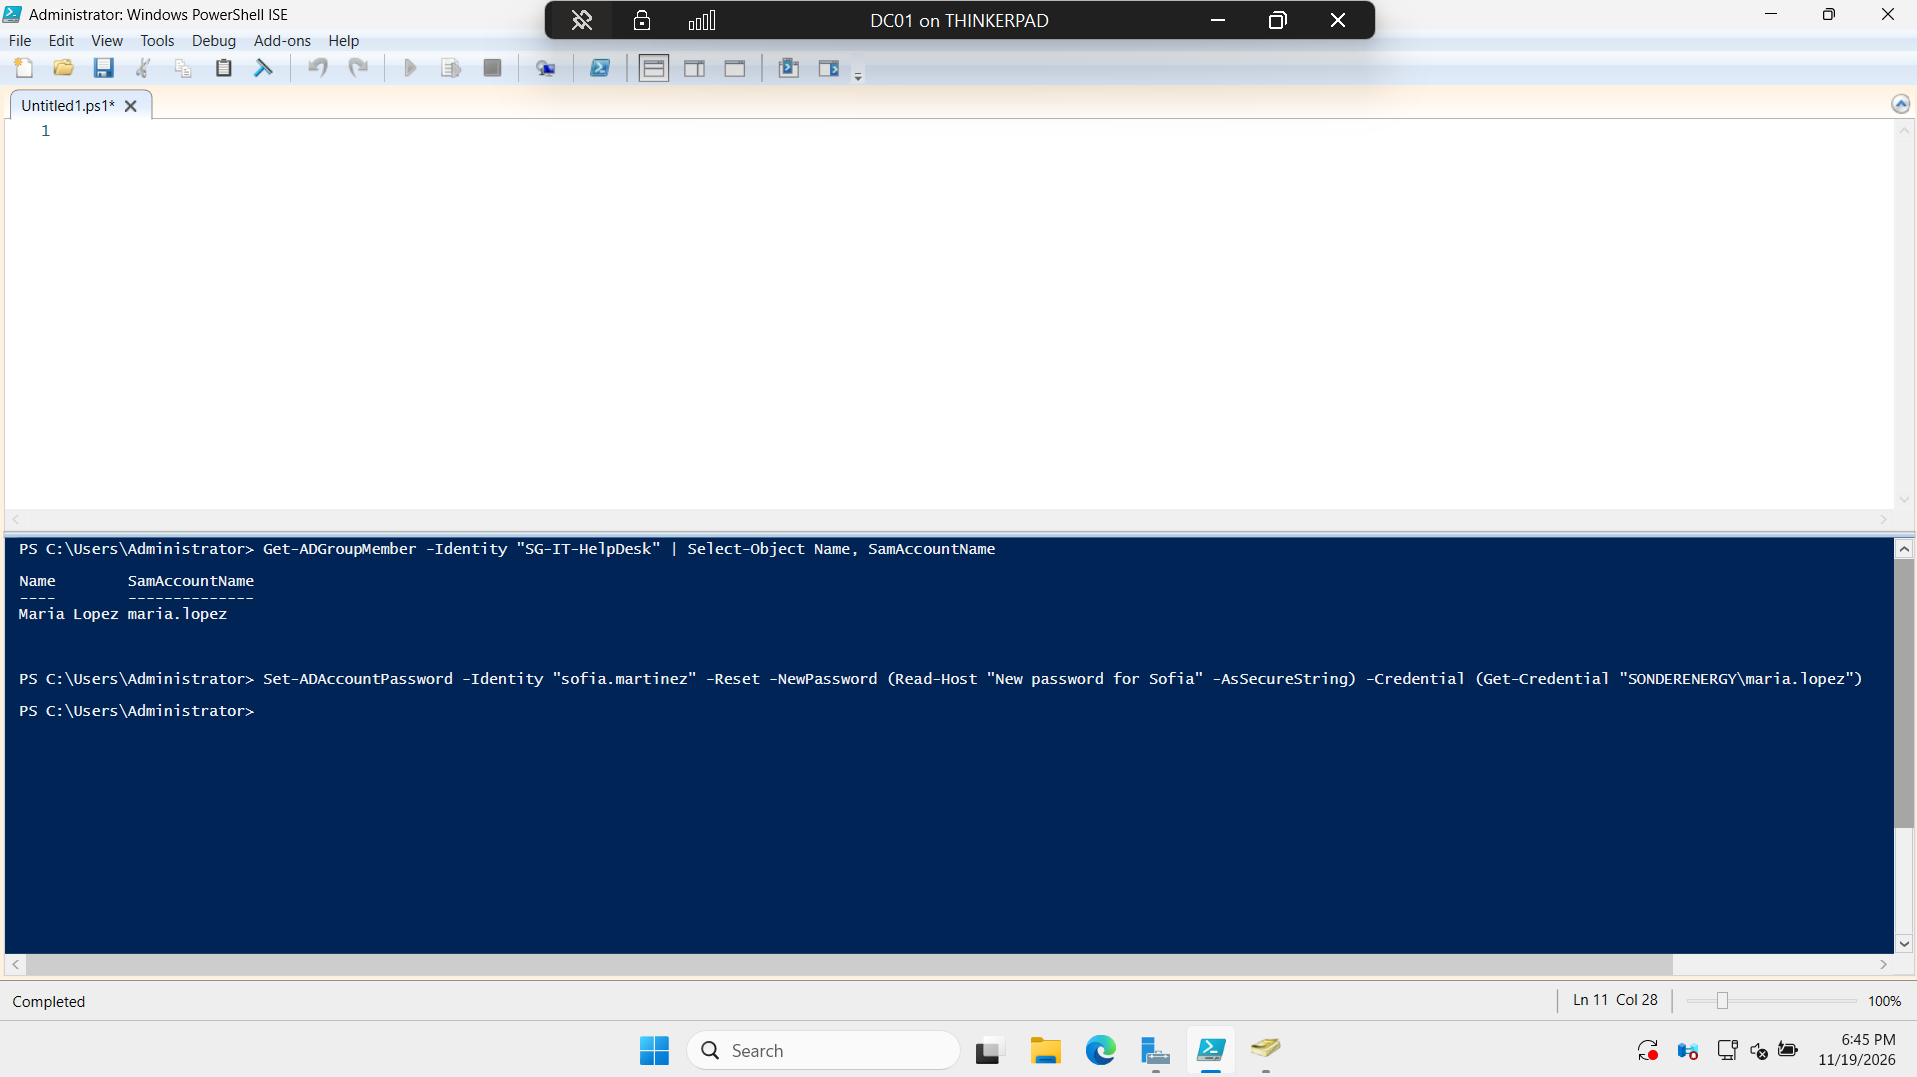 Administrator: Windows PowerShell ISE
DC01 on THINKERPAD
File Edit View Tools Debug Add-ons Help
Untitled1.ps1*
1
PS C:\Users\Administrator> Get-ADGroupMember -Identity "SG-IT-HelpDesk" | Select-Object Name, SamAccountName
Name SamAccountName
---- --------------
Maria Lopez maria.lopez
PS C:\Users\Administrator> Set-ADAccountPassword -Identity "sofia.martinez" -Reset -NewPassword (Read-Host "New password for Sofia" -AsSecureString) -Credential (Get-Credential "SONDERENERGY\maria.lopez")
PS C:\Users\Administrator>
Completed
Ln 11 Col 28
100%
Search
6:45 PM
11/19/2026